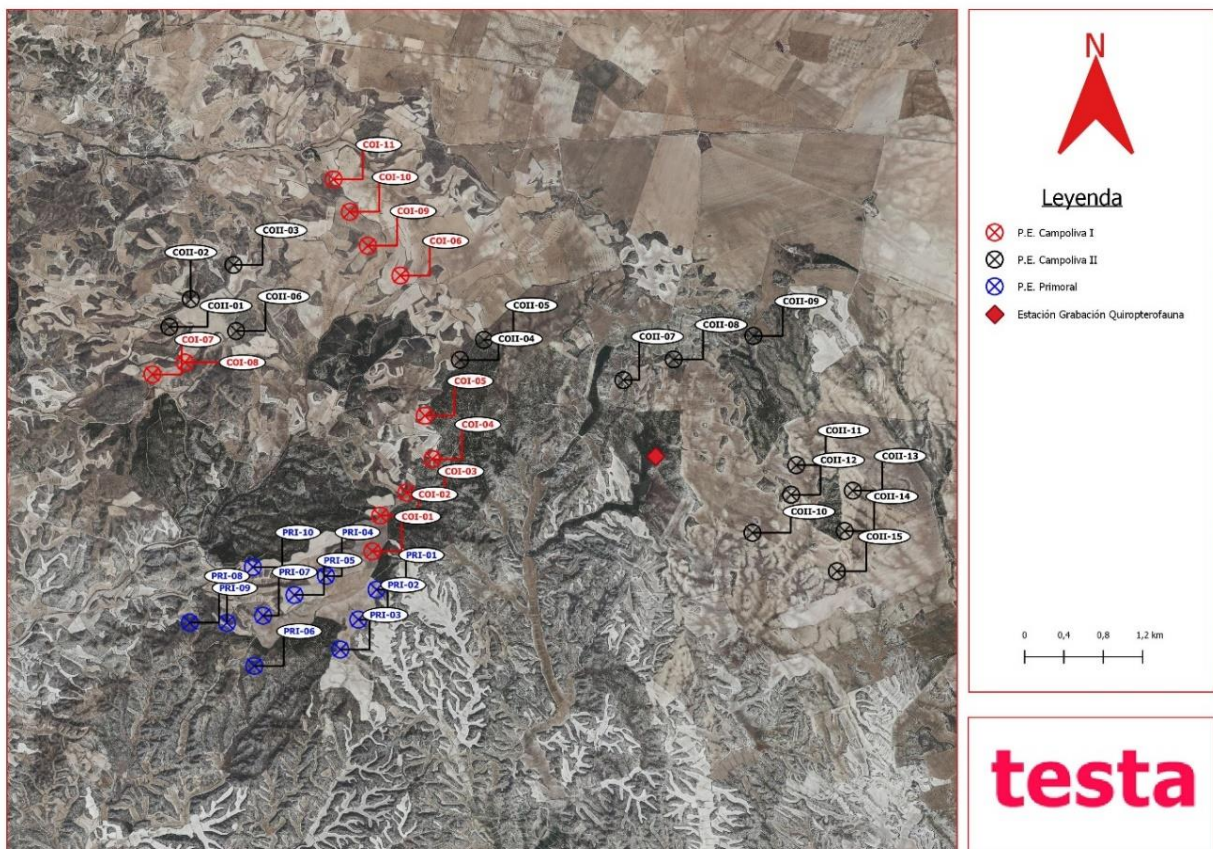 COI-11
COI-10
COI-09
COII-03
COI-06
COII-02
COII-06
COII-01
COII-05
COII-09
COII-08
COII-07
COII-04
COI-07
COI-08
COI-05
COI-04
COII-11
COII-13
COII-12
COI-03
COI-02
COII-14
COII-10
COI-01
COII-15
PRI-10
PRI-04
PRI-01
PRI-05
PRI-07
PRI-08
PRI-09
PRI-02
PRI-03
PRI-06
N
Leyenda
P.E. Campoliva I
P.E. Campoliva II
P.E. Primoral
Estación Grabación Quiropterofauna
0 0,4 0,8 1,2 km
testa